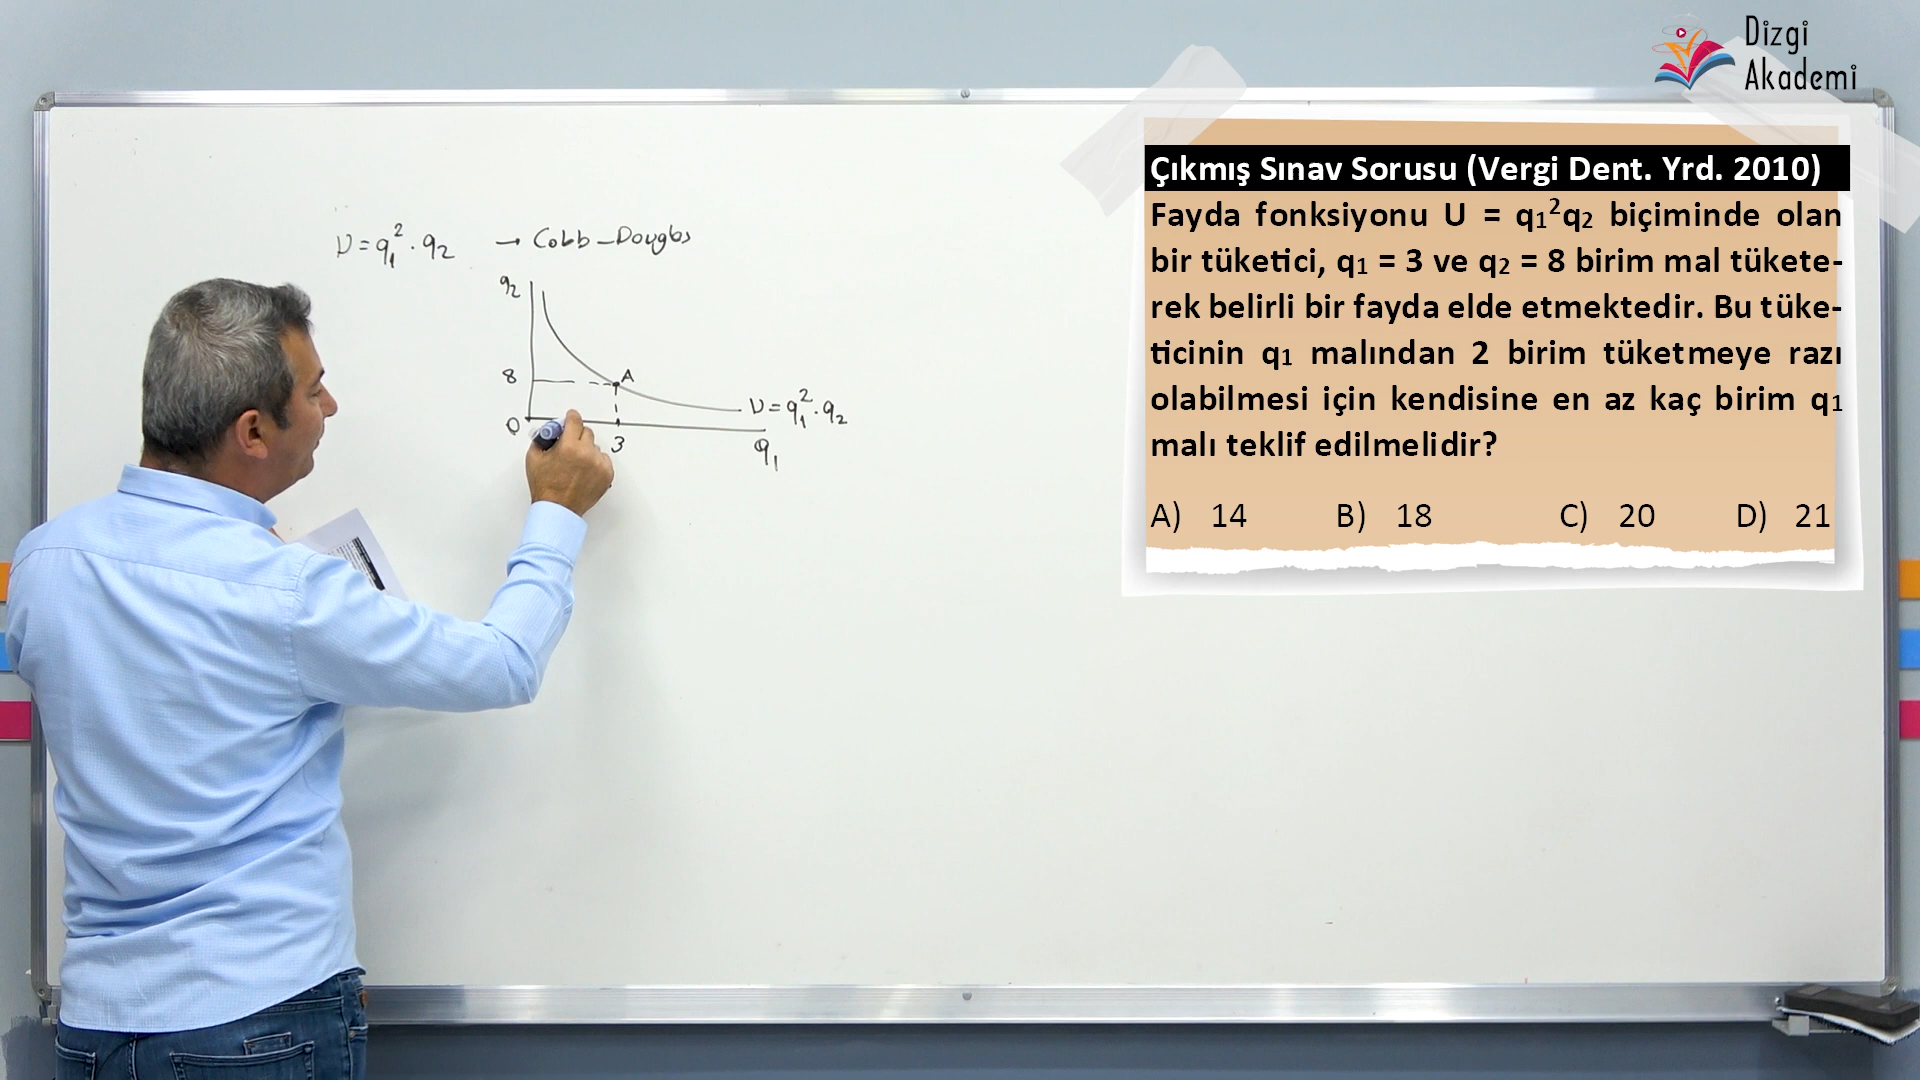 Dizgi
Akademi
Çıkmış Sınav Sorusu (Vergi Dent. Yrd. 2010)
Fayda fonksiyonu U = q₁²q₂ biçiminde olan
bir tüketici, q₁ = 3 ve q₂ = 8 birim mal tükete-
rek belirli bir fayda elde etmektedir. Bu tüke-
ticinin q₁ malından 2 birim tüketmeye razı
olabilmesi için kendisine en az kaç birim q₁
malı teklif edilmelidir?
A) 14 B) 18 C) 20 D) 21
U = q₁² · q₂ → Cobb-Douglas
q₂
8 A
U = q₁² · q₂
0 3 q₁